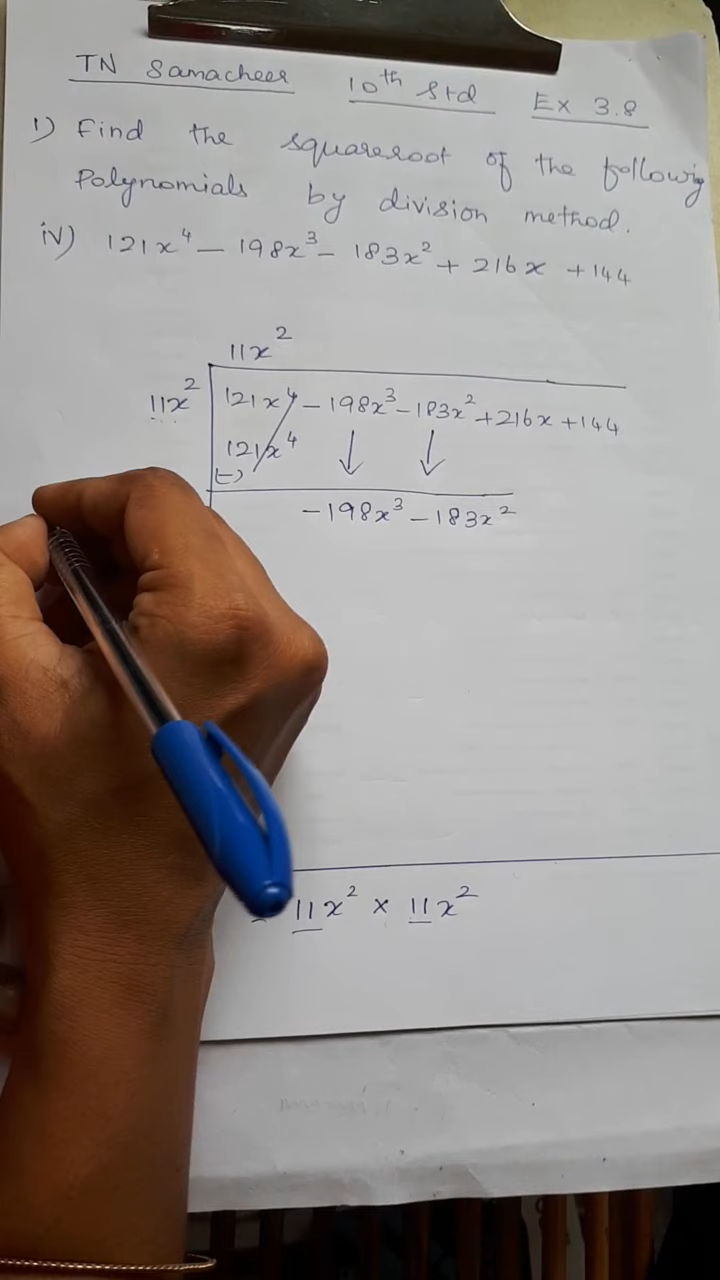 TN Samacheer 10th Std Ex 3.8
1) Find the squareroot of the followig
Polynomials by division method.
iv) 121x⁴ - 198x³ - 183x² + 216x + 144
11x²
11x² 121x⁴ - 198x³ - 183x² + 216x + 144
121x⁴ ↓ ↓
(-)
- 198x³ - 183x²
11x² × 11x²